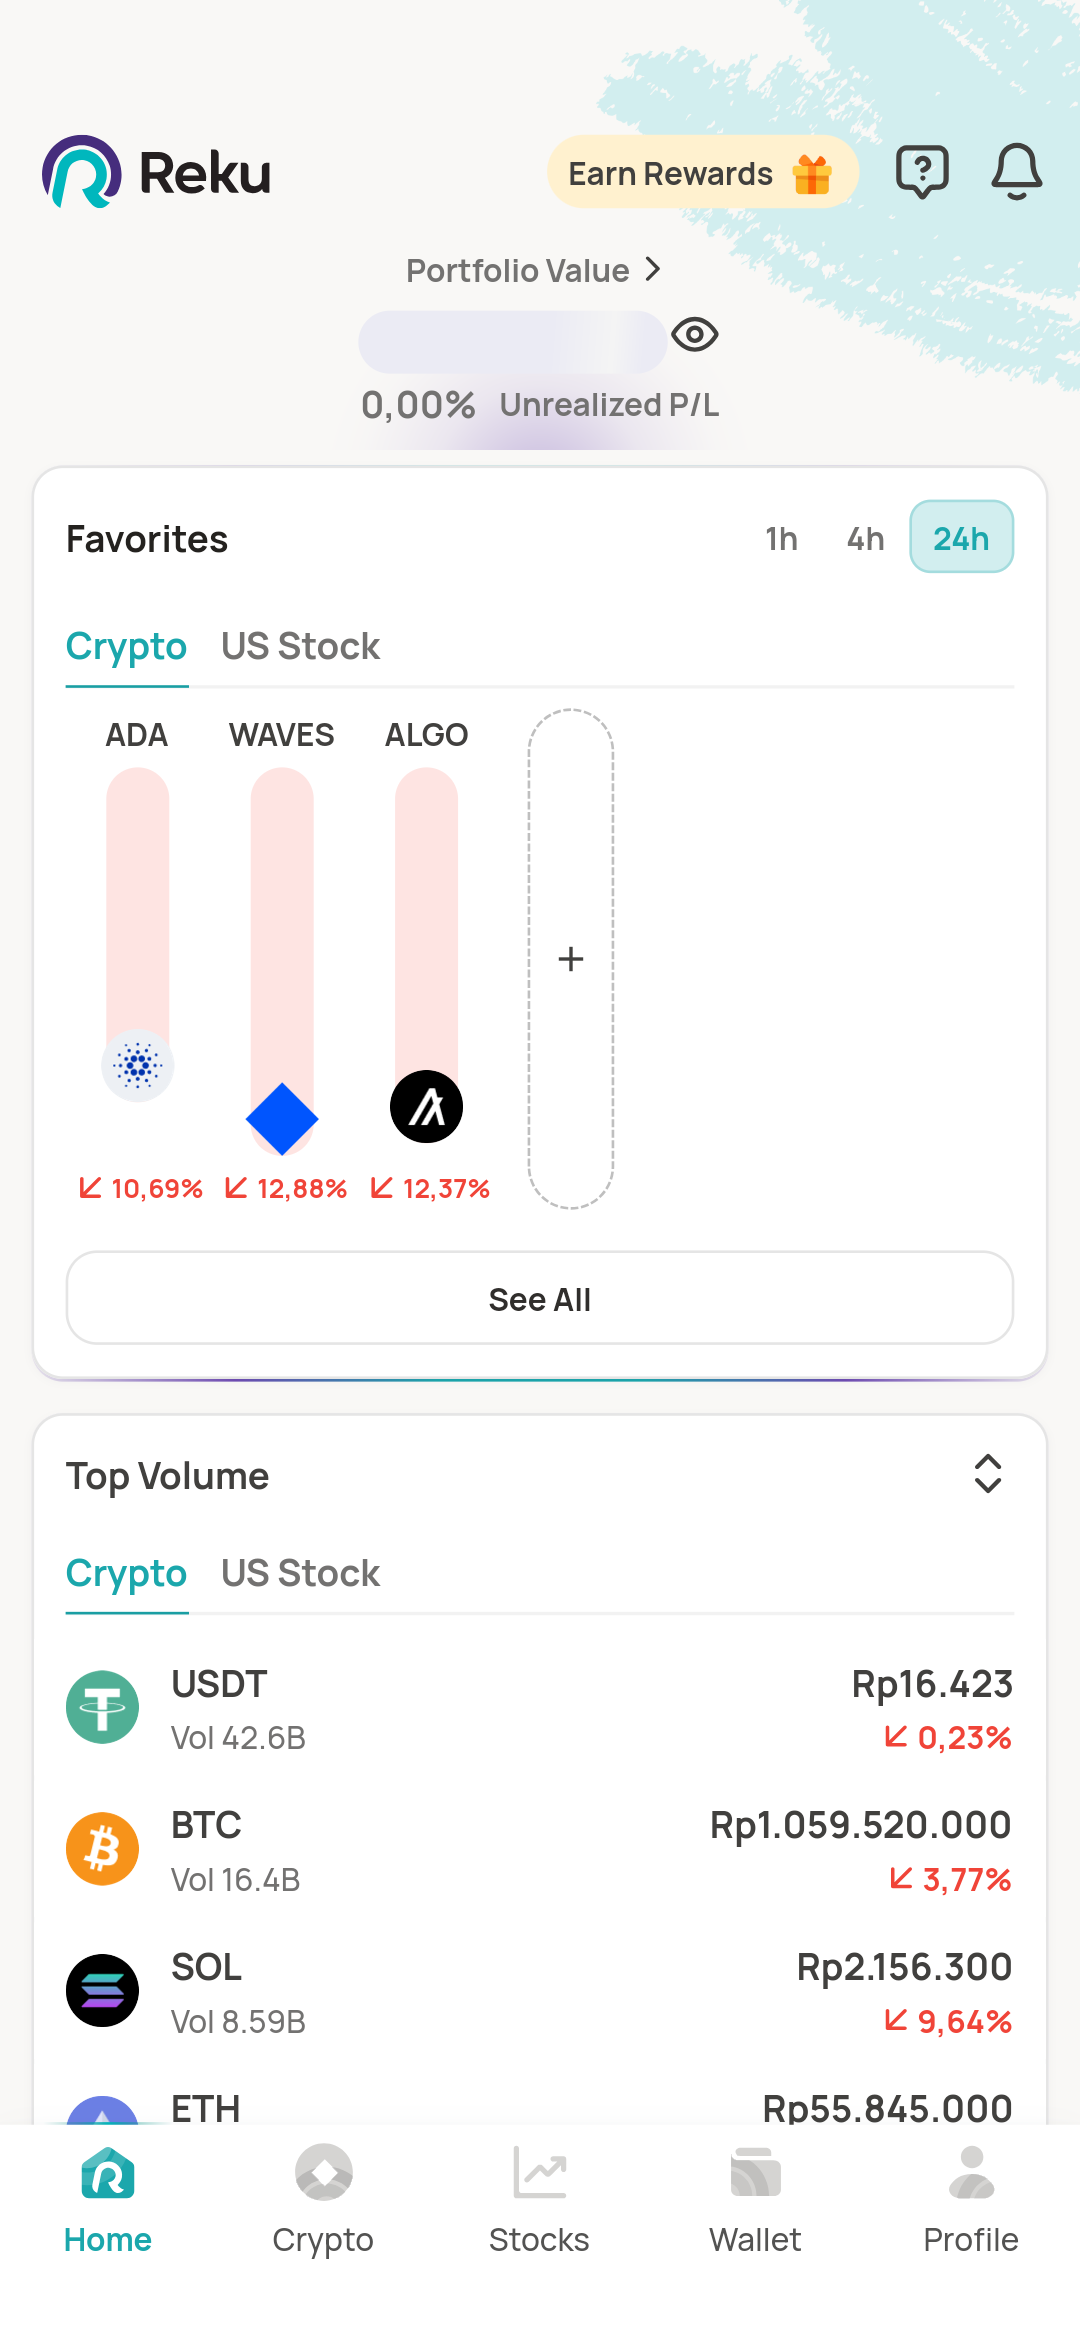 Reku
Earn Rewards
Portfolio Value
0,00% Unrealized P/L
Favorites
1h 4h 24h
Crypto US Stock
ADA WAVES ALGO
+
10,69% 12,88% 12,37%
See All
Top Volume
Crypto US Stock
USDT Rp16.423
Vol 42.6B 0,23%
BTC Rp1.059.520.000
Vol 16.4B 3,77%
SOL Rp2.156.300
Vol 8.59B 9,64%
ETH Rp55.845.000
Home Crypto Stocks Wallet Profile